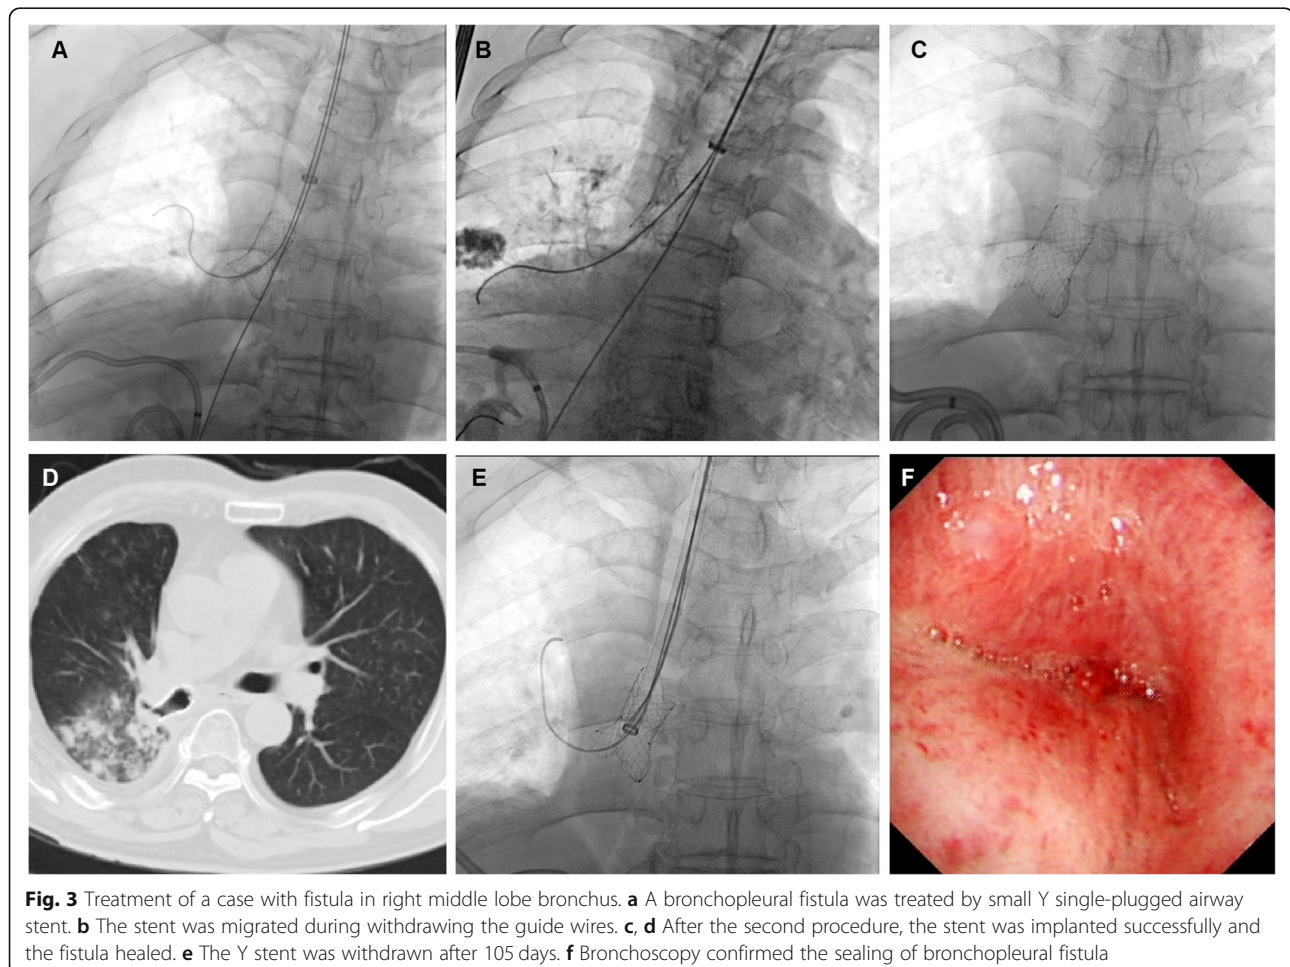 A
B
C
D
E
F
Fig. 3 Treatment of a case with fistula in right middle lobe bronchus. a A bronchopleural fistula was treated by small Y single-plugged airway
stent. b The stent was migrated during withdrawing the guide wires. c, d After the second procedure, the stent was implanted successfully and
the fistula healed. e The Y stent was withdrawn after 105 days. f Bronchoscopy confirmed the sealing of bronchopleural fistula